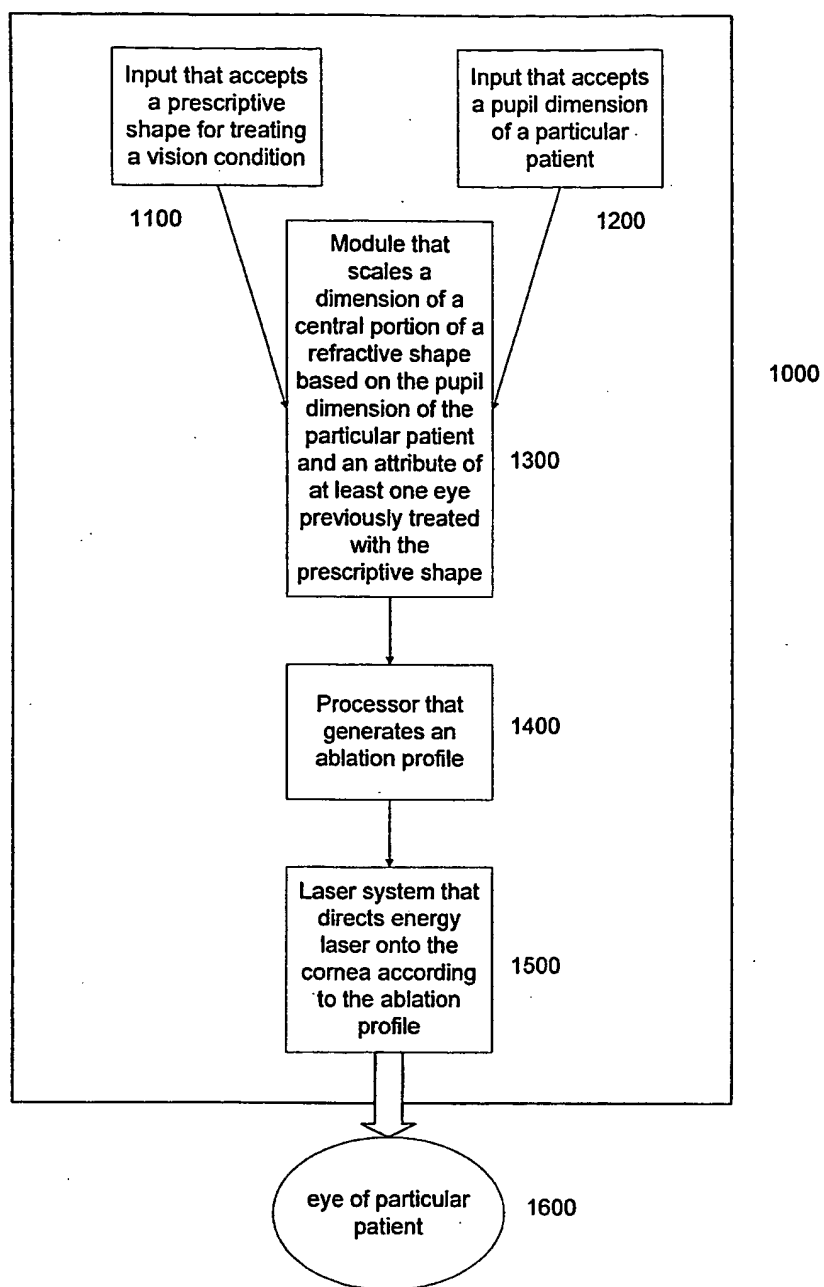 Input that accepts
a prescriptive
shape for treating
a vision condition
1100
Input that accepts
a pupil dimension
of a particular
patient
1200
Module that
scales a
dimension of a
central portion of a
refractive shape
based on the pupil
dimension of the
particular patient
and an attribute of
at least one eye
previously treated
with the
prescriptive shape
1300
1000
Processor that
generates an
ablation profile
1400
Laser system that
directs energy
laser onto the
cornea according
to the ablation
profile
1500
eye of particular
patient
1600